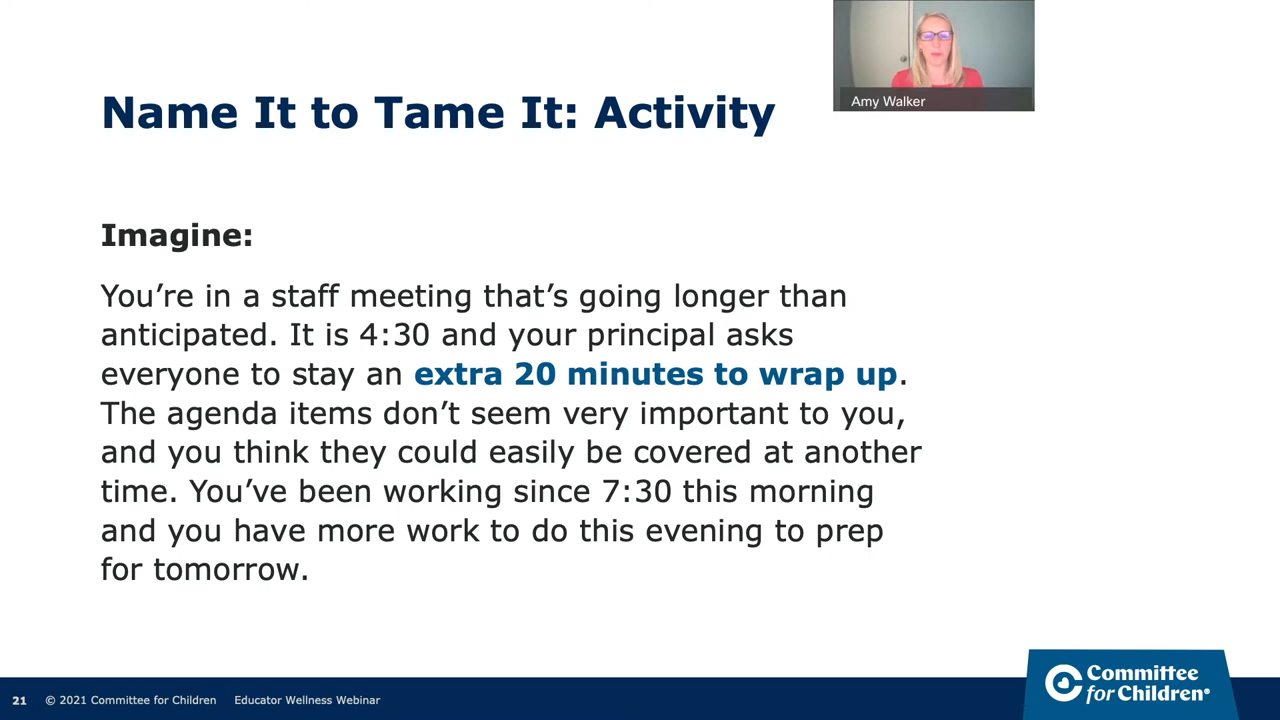 Amy Walker
Name It to Tame It: Activity
Imagine:
You’re in a staff meeting that’s going longer than
anticipated. It is 4:30 and your principal asks
everyone to stay an extra 20 minutes to wrap up.
The agenda items don’t seem very important to you,
and you think they could easily be covered at another
time. You’ve been working since 7:30 this morning
and you have more work to do this evening to prep
for tomorrow.
Committee
for Children®
21 © 2021 Committee for Children Educator Wellness Webinar